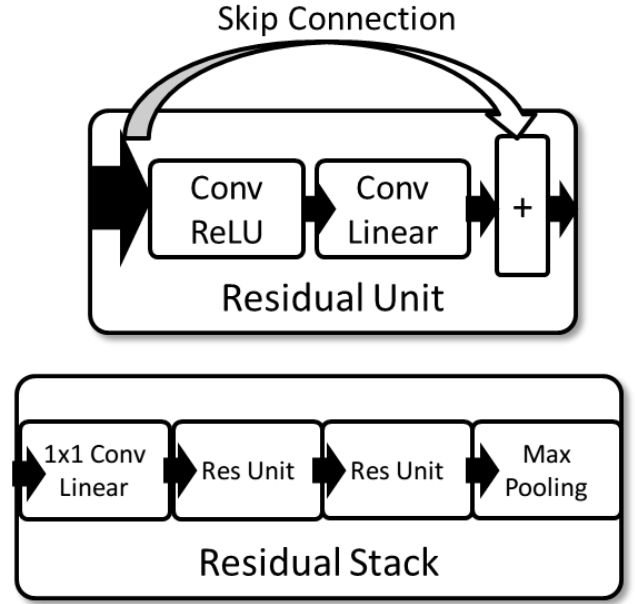 Skip Connection
Conv
ReLU
Conv
Linear
+
Residual Unit
1x1 Conv
Linear
Res Unit
Res Unit
Max
Pooling
Residual Stack